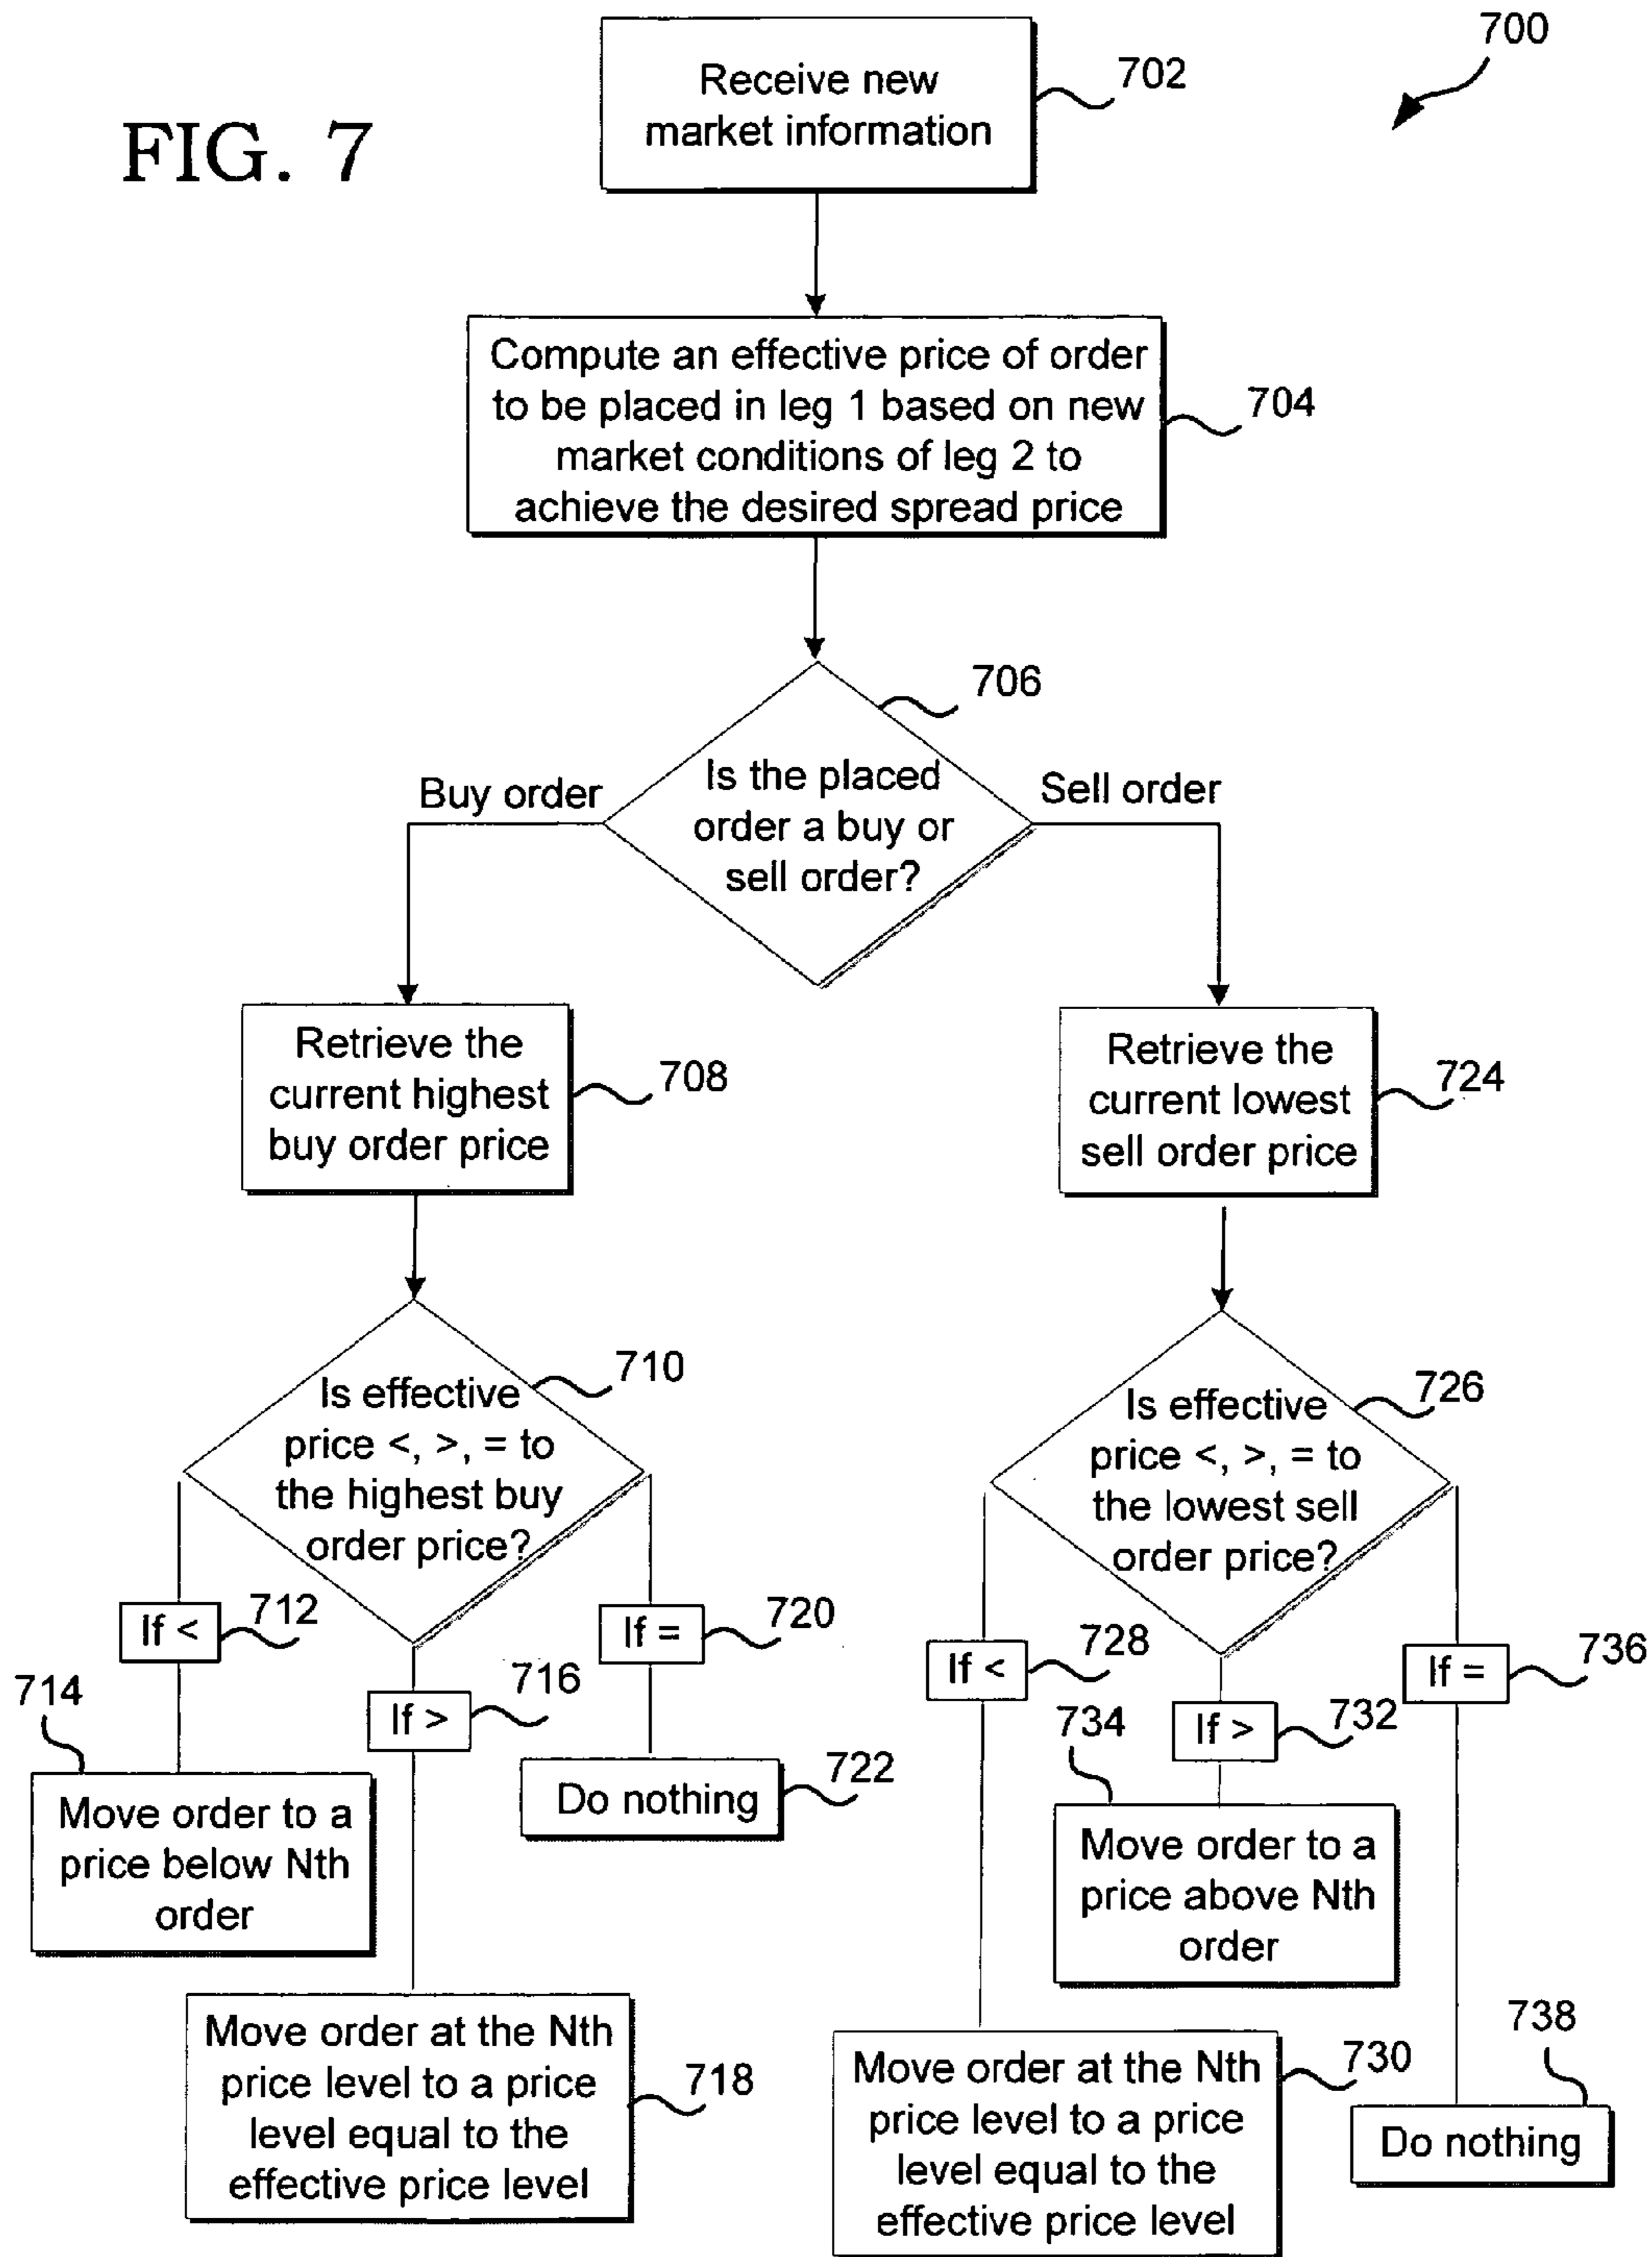 FIG. 7
700
Receive new
market information
702
Compute an effective price of order
to be placed in leg 1 based on new
market conditions of leg 2 to
achieve the desired spread price
704
706
Is the placed
order a buy or
sell order?
Buy order
Sell order
Retrieve the
current highest
buy order price
708
Retrieve the
current lowest
sell order price
724
Is effective
price <, >, = to
the highest buy
order price?
710
Is effective
price <, >, = to
the lowest sell
order price?
726
If <
712
If >
716
If =
720
If <
728
If >
732
If =
736
714
Move order to a
price below Nth
order
Do nothing
722
734
Move order to a
price above Nth
order
Move order at the Nth
price level to a price
level equal to the
effective price level
718
Move order at the Nth
price level to a price
level equal to the
effective price level
730
738
Do nothing